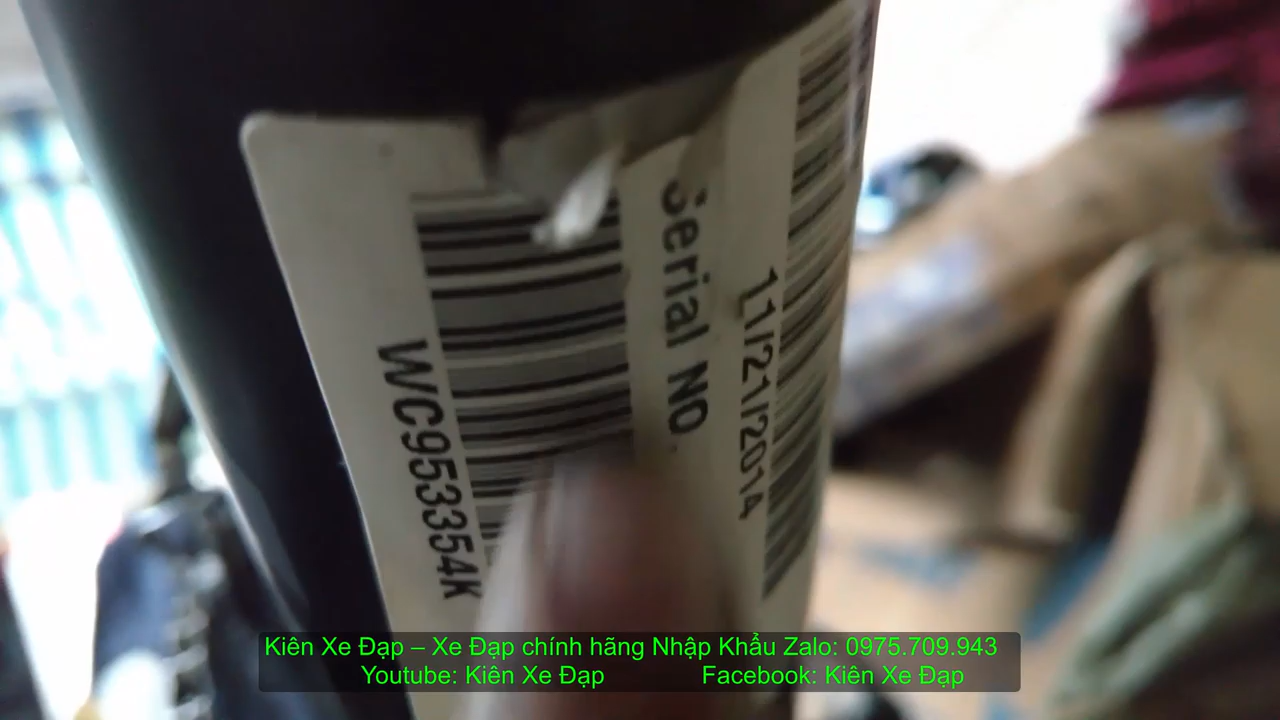 WC953354K
Serial NO.
11/21/2014
Kiên Xe Đạp – Xe Đạp chính hãng Nhập Khẩu Zalo: 0975.709.943
Youtube: Kiên Xe Đạp Facebook: Kiên Xe Đạp